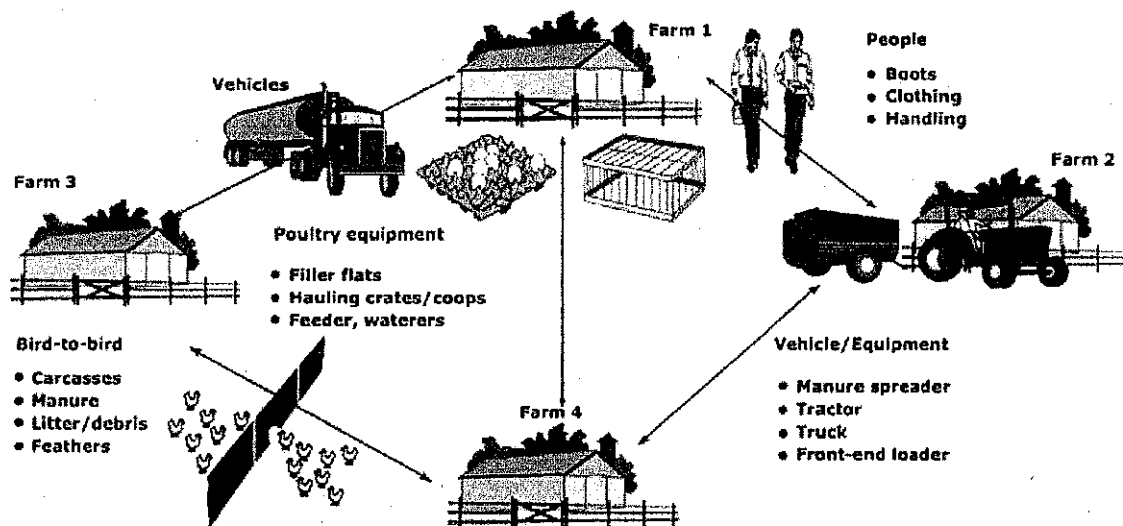 Farm 1
People
• Boots
• Clothing
• Handling
Vehicles
Farm 2
Farm 3
Poultry equipment
• Filler flats
• Hauling crates/coops
• Feeder, waterers
Bird-to-bird
• Carcasses
• Manure
• Litter/debris
• Feathers
Vehicle/Equipment
• Manure spreader
• Tractor
• Truck
• Front-end loader
Farm 4